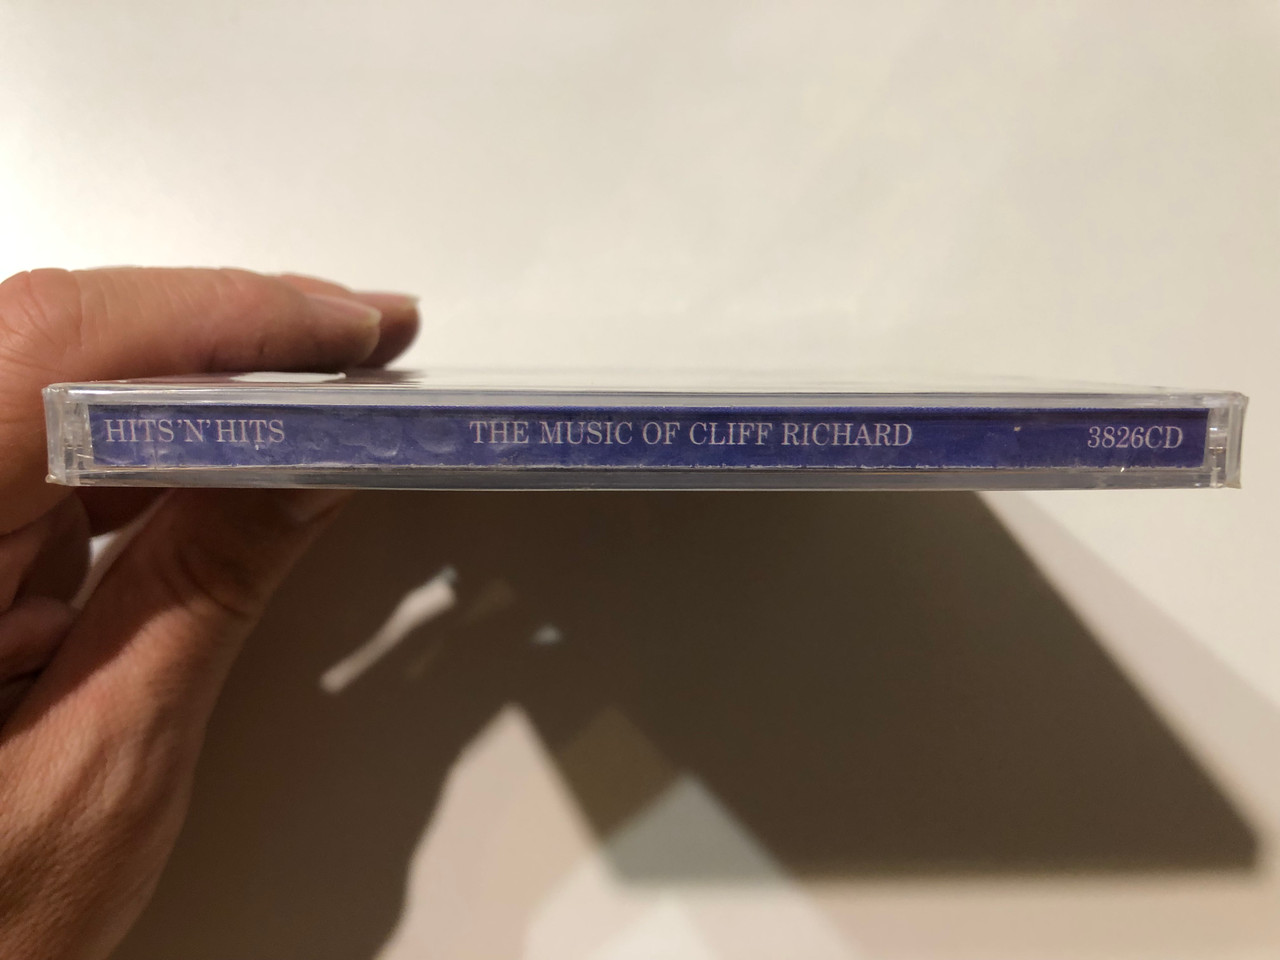 HITS'N'HITS THE MUSIC OF CLIFF RICHARD 3826CD